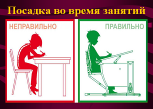 Посадка во время занятий
НЕПРАВИЛЬНО
ПРАВИЛЬНО